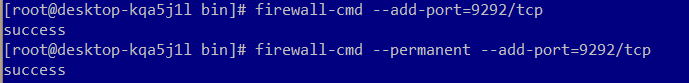 [root@desktop-kqa5j1l bin]# firewall-cmd --add-port=9292/tcp
success
[root@desktop-kqa5j1l bin]# firewall-cmd --permanent --add-port=9292/tcp
success